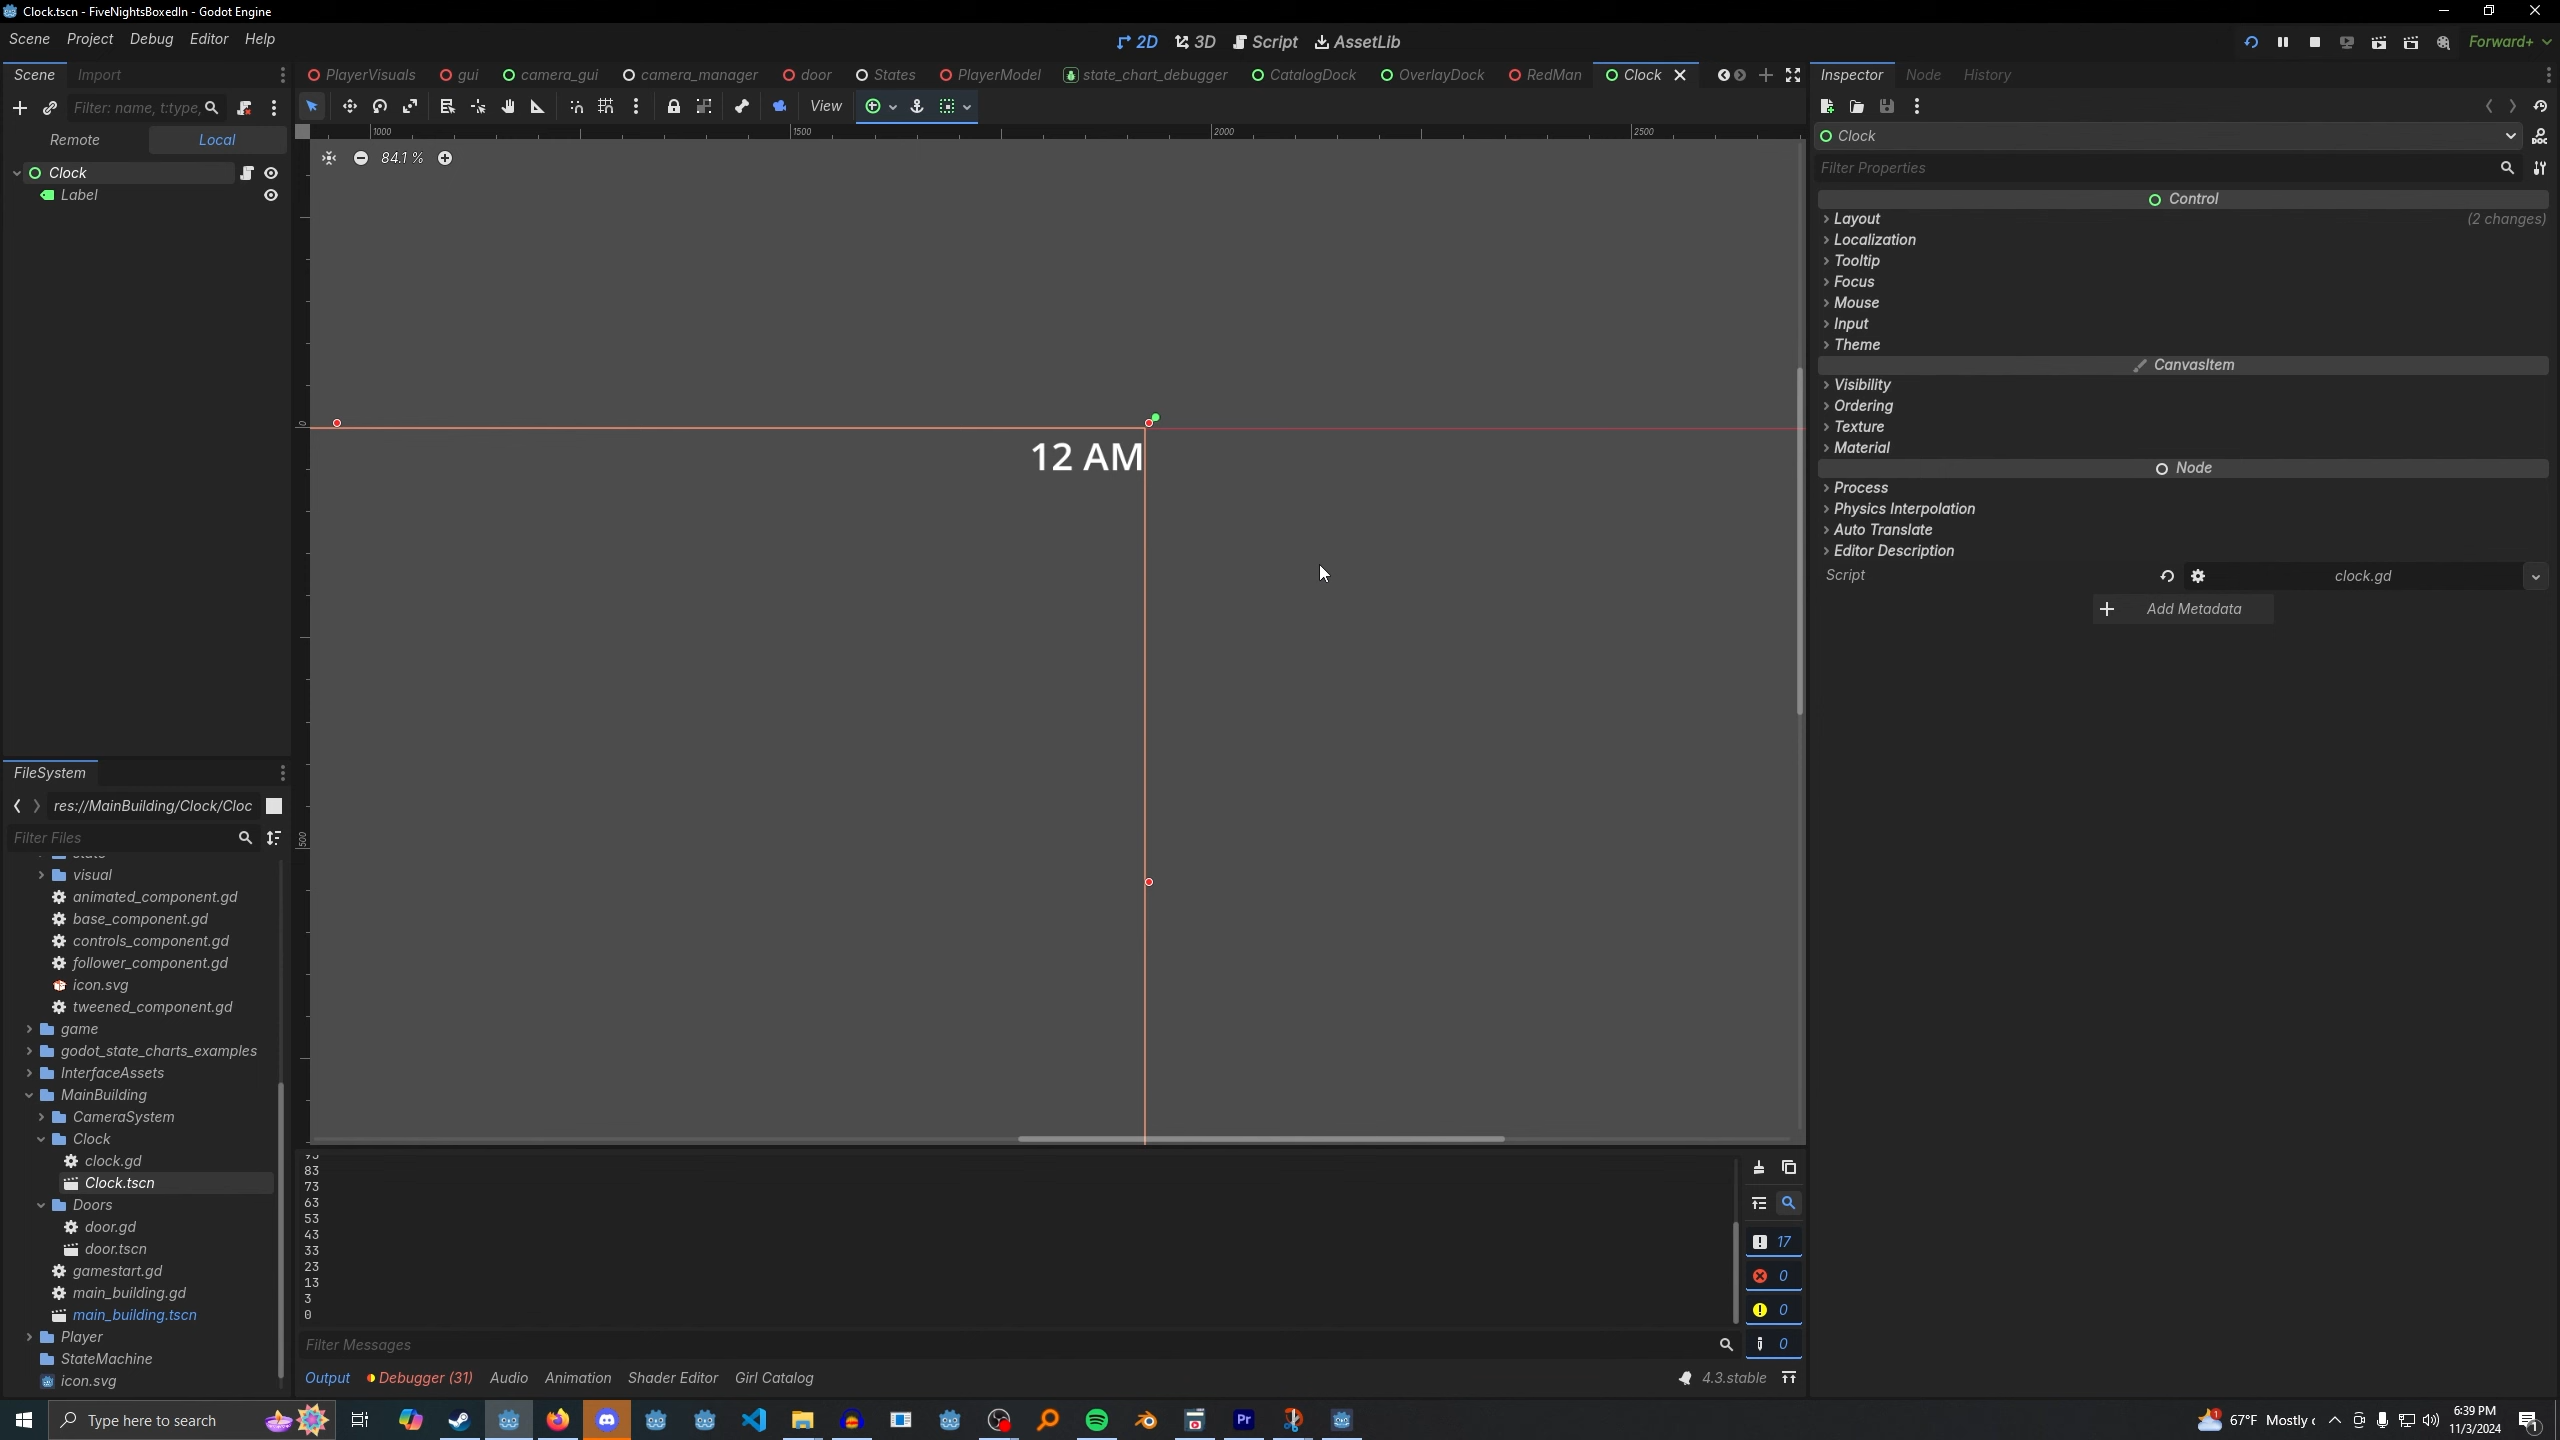 Clock.tscn - FiveNightsBoxedIn - Godot Engine
Scene Project Debug Editor Help
2D 3D Script AssetLib
Forward+
Scene Import
PlayerVisuals gui camera_gui camera_manager door States PlayerModel state_chart_debugger CatalogDock OverlayDock RedMan Clock
Inspector Node History
Filter: name, t:type,
View
Remote Local
Clock
Filter Properties
1000 1500 2000 2500
84.1 %
Clock
Label
Control
Layout (2 changes)
Localization
Tooltip
Focus
Mouse
Input
Theme
CanvasItem
Visibility
Ordering
Texture
Material
Node
Process
Physics Interpolation
Auto Translate
Editor Description
Script clock.gd
Add Metadata
0
12 AM
500
FileSystem
res://MainBuilding/Clock/Cloc
Filter Files
visual
animated_component.gd
base_component.gd
controls_component.gd
follower_component.gd
icon.svg
tweened_component.gd
game
godot_state_charts_examples
InterfaceAssets
MainBuilding
CameraSystem
Clock
clock.gd
Clock.tscn
Doors
door.gd
door.tscn
gamestart.gd
main_building.gd
main_building.tscn
Player
StateMachine
icon.svg
83
73
63
53
43
33
23
13
3
0
17
0
0
0
Filter Messages
Output Debugger (31) Audio Animation Shader Editor Girl Catalog
4.3.stable
Type here to search
Pr
67°F Mostly c
6:39 PM
11/3/2024
1